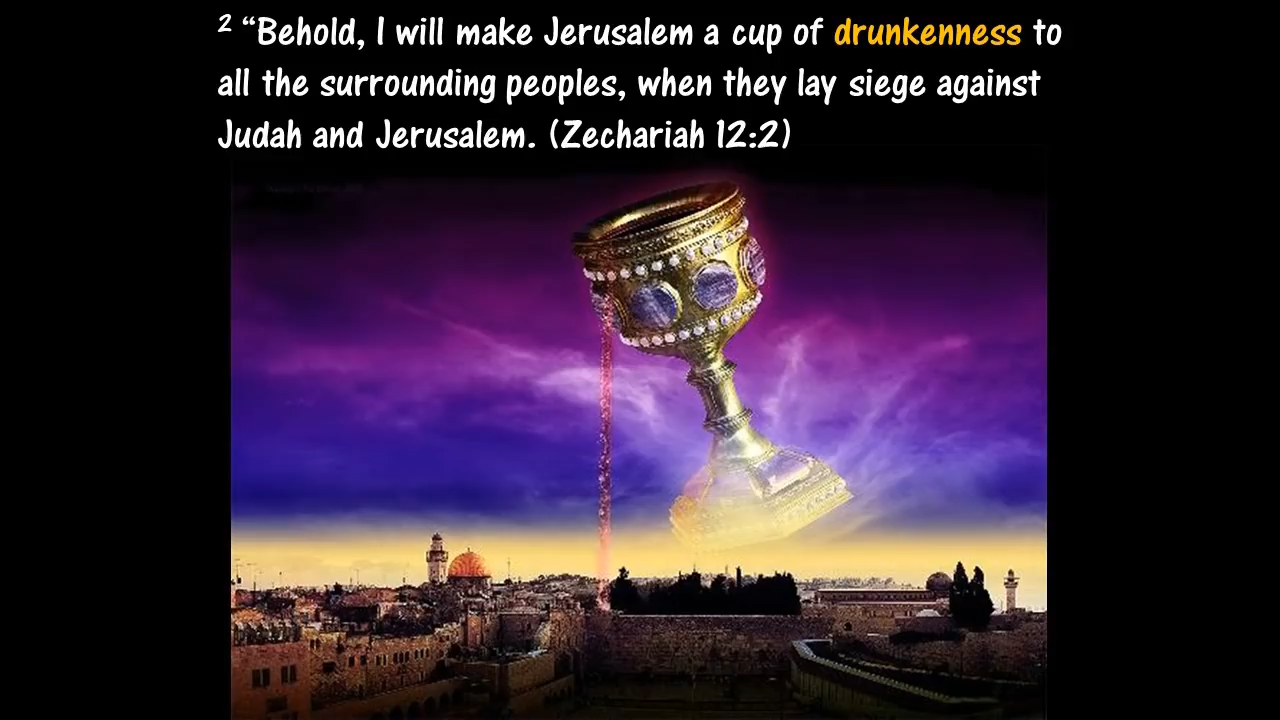 ² “Behold, I will make Jerusalem a cup of drunkenness to
all the surrounding peoples, when they lay siege against
Judah and Jerusalem. (Zechariah 12:2)